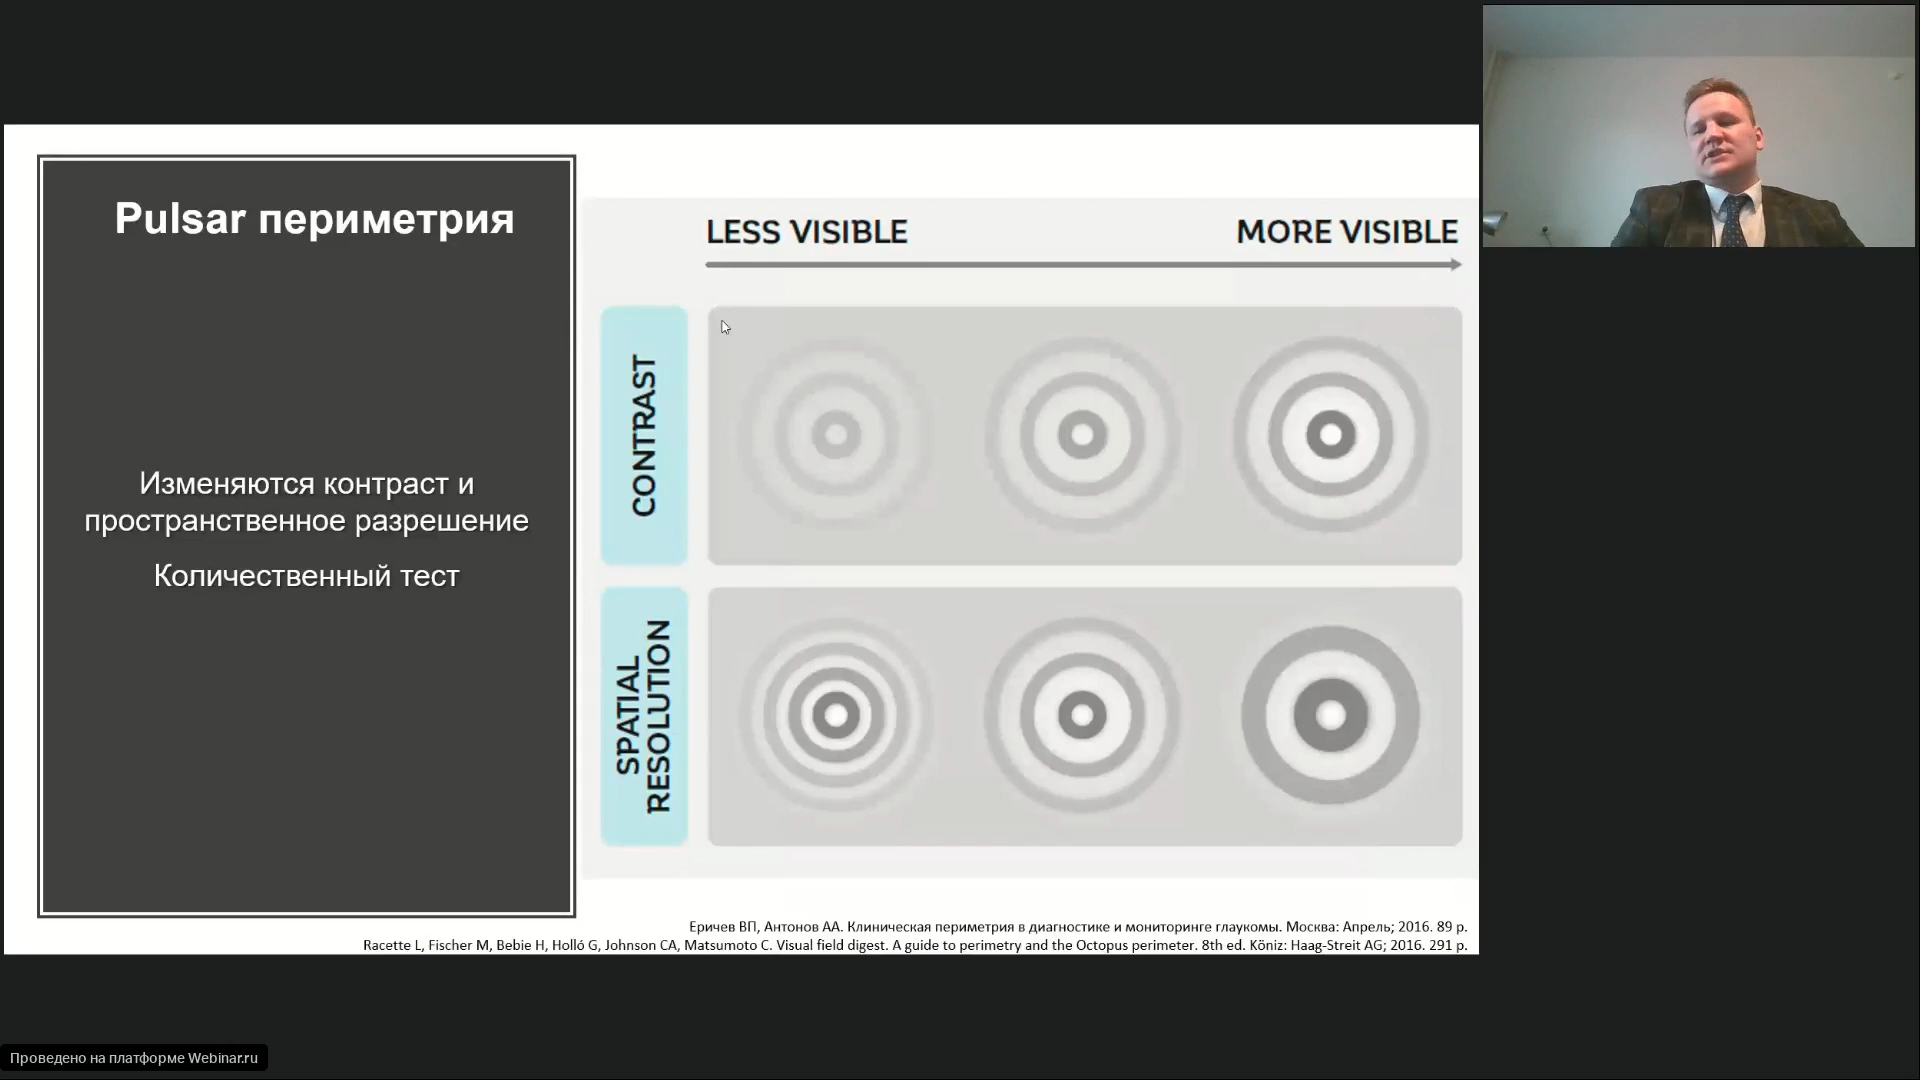 Pulsar периметрия
Изменяются контраст и
пространственное разрешение
Количественный тест
LESS VISIBLE
MORE VISIBLE
CONTRAST
SPATIAL
RESOLUTION
Еричев ВП, Антонов АА. Клиническая периметрия в диагностике и мониторинге глаукомы. Москва: Апрель; 2016. 89 p.
Racette L, Fischer M, Bebie H, Holló G, Johnson CA, Matsumoto C. Visual field digest. A guide to perimetry and the Octopus perimeter. 8th ed. Köniz: Haag-Streit AG; 2016. 291 p.
Проведено на платформе Webinar.ru